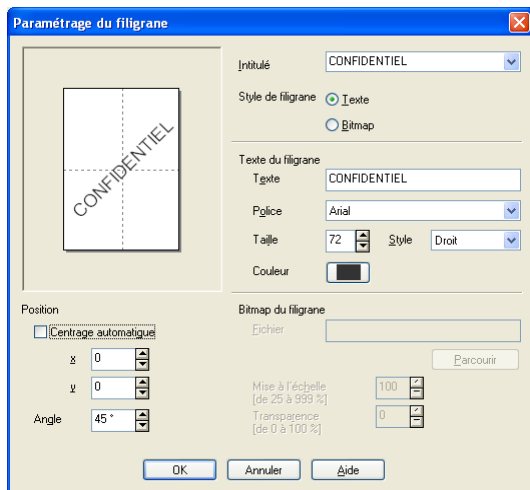 Paramétrage du filigrane
CONFIDENTIEL
Intitulé CONFIDENTIEL
Style de filigrane Texte
Bitmap
Texte du filigrane
Texte CONFIDENTIEL
Police Arial
Taille 72 Style Droit
Couleur
Position
Centrage automatique
x 0
y 0
Angle 45 °
Bitmap du filigrane
Fichier
Parcourir
Mise à l'échelle 100
[de 25 à 999 %]
Transparence 0
[de 0 à 100 %]
OK Annuler Aide